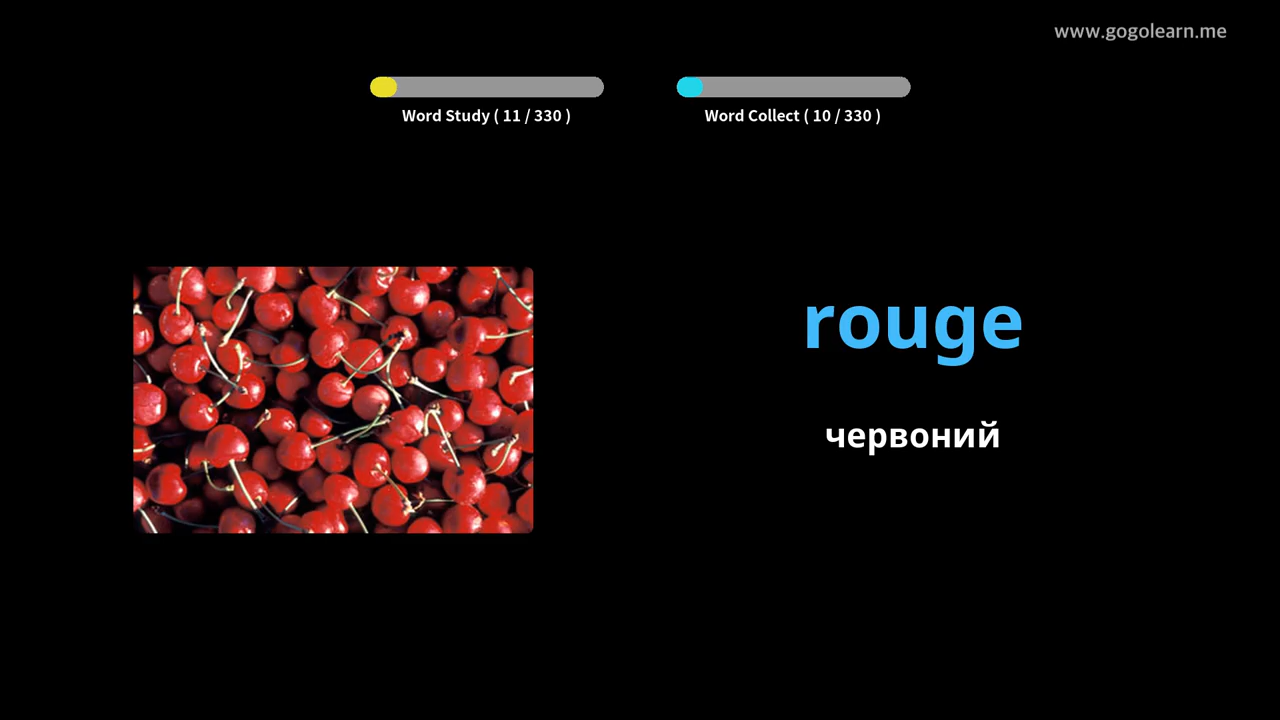 www.gogolearn.me
Word Study ( 11 / 330 )
Word Collect ( 10 / 330 )
rouge
червоний